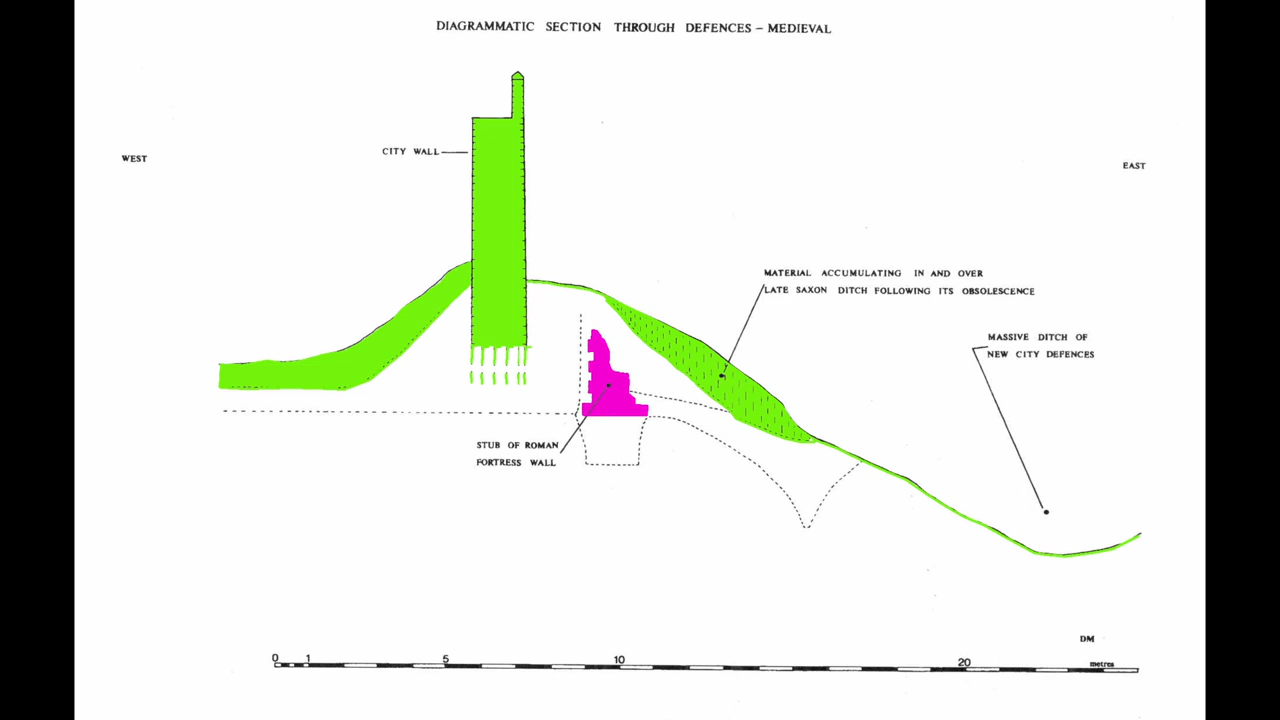 DIAGRAMMATIC SECTION THROUGH DEFENCES – MEDIEVAL
CITY WALL
WEST
EAST
MATERIAL ACCUMULATING IN AND OVER
LATE SAXON DITCH FOLLOWING ITS OBSOLESCENCE
MASSIVE DITCH OF
NEW CITY DEFENCES
STUB OF ROMAN
FORTRESS WALL
DM
0 1 5 10 20 metres